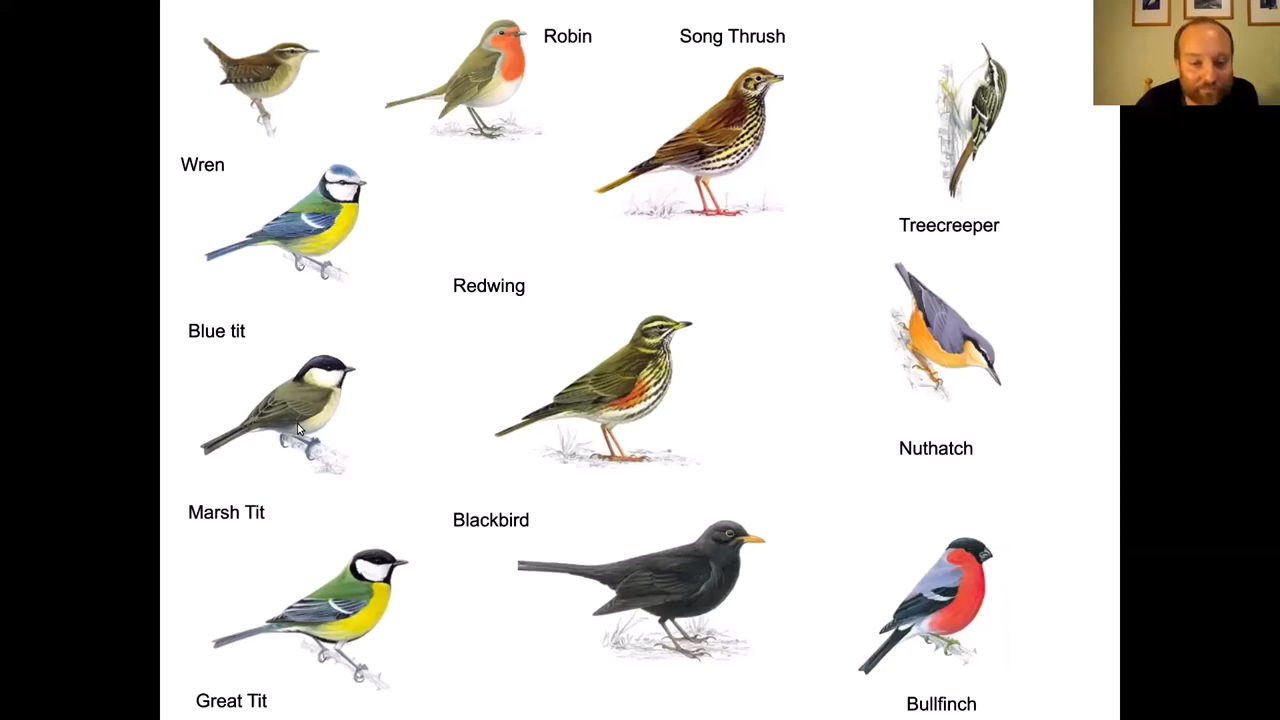 Robin
Song Thrush
Wren
Treecreeper
Redwing
Blue tit
Nuthatch
Marsh Tit
Blackbird
Great Tit
Bullfinch